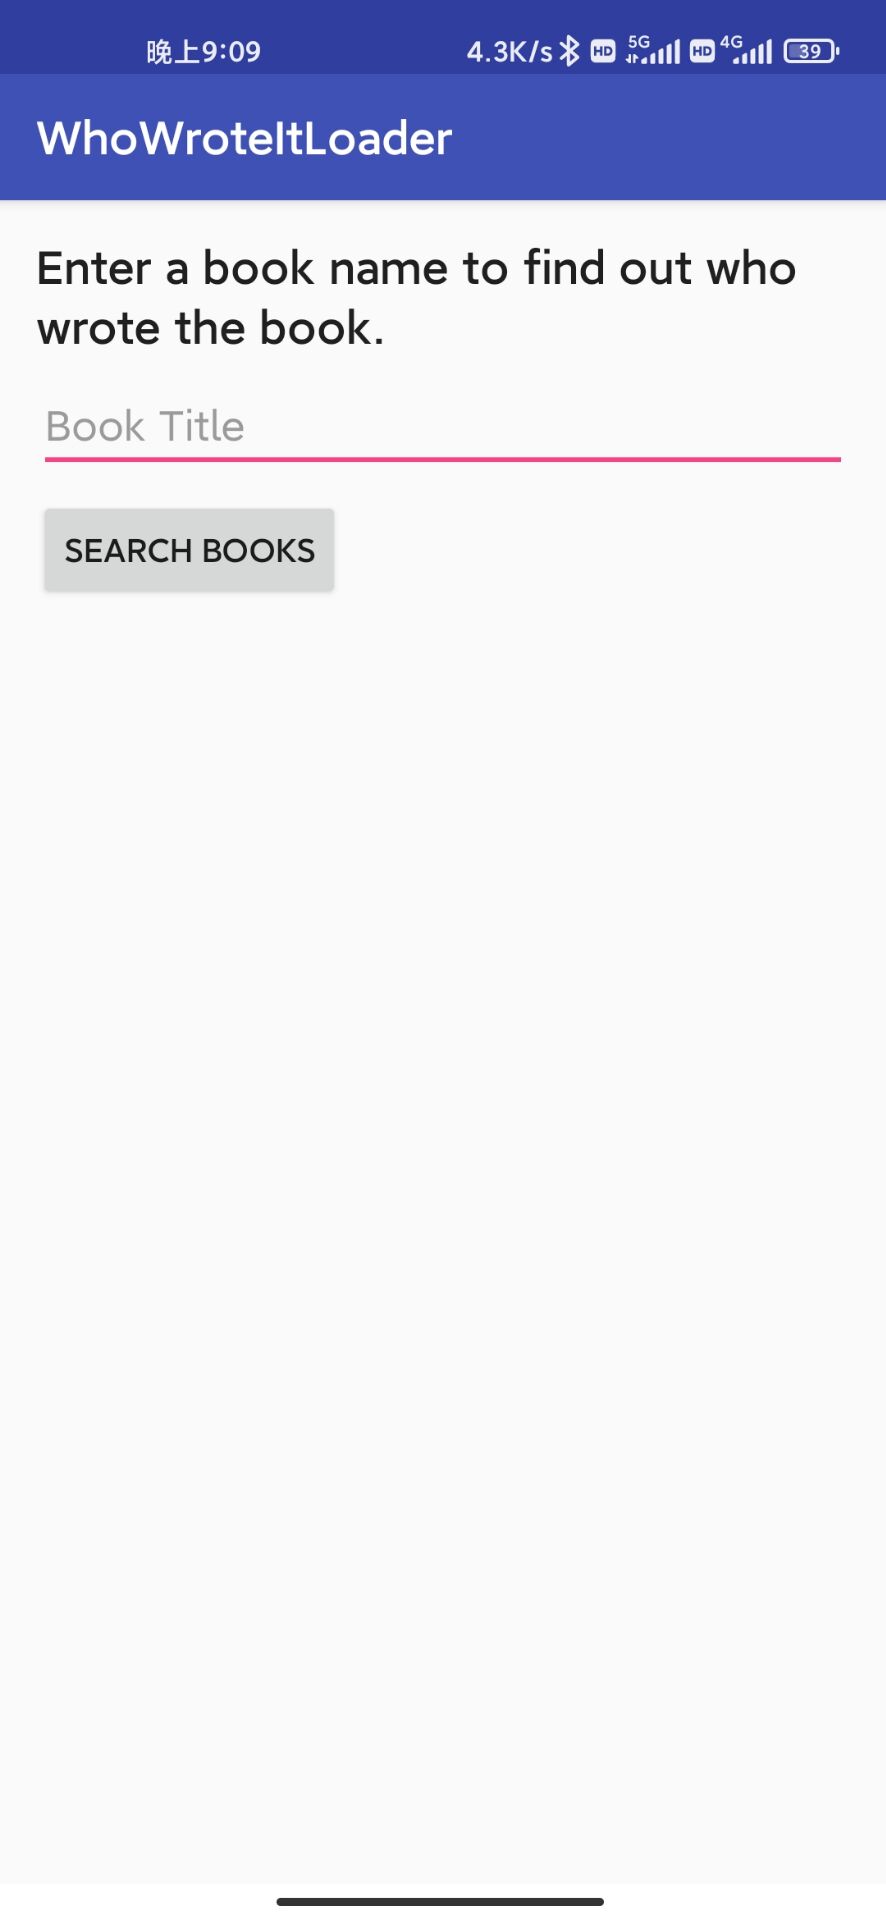 晚上9:09 4.3K/s HD 5G HD 4G 39
WhoWroteItLoader
Enter a book name to find out who
wrote the book.
Book Title
SEARCH BOOKS